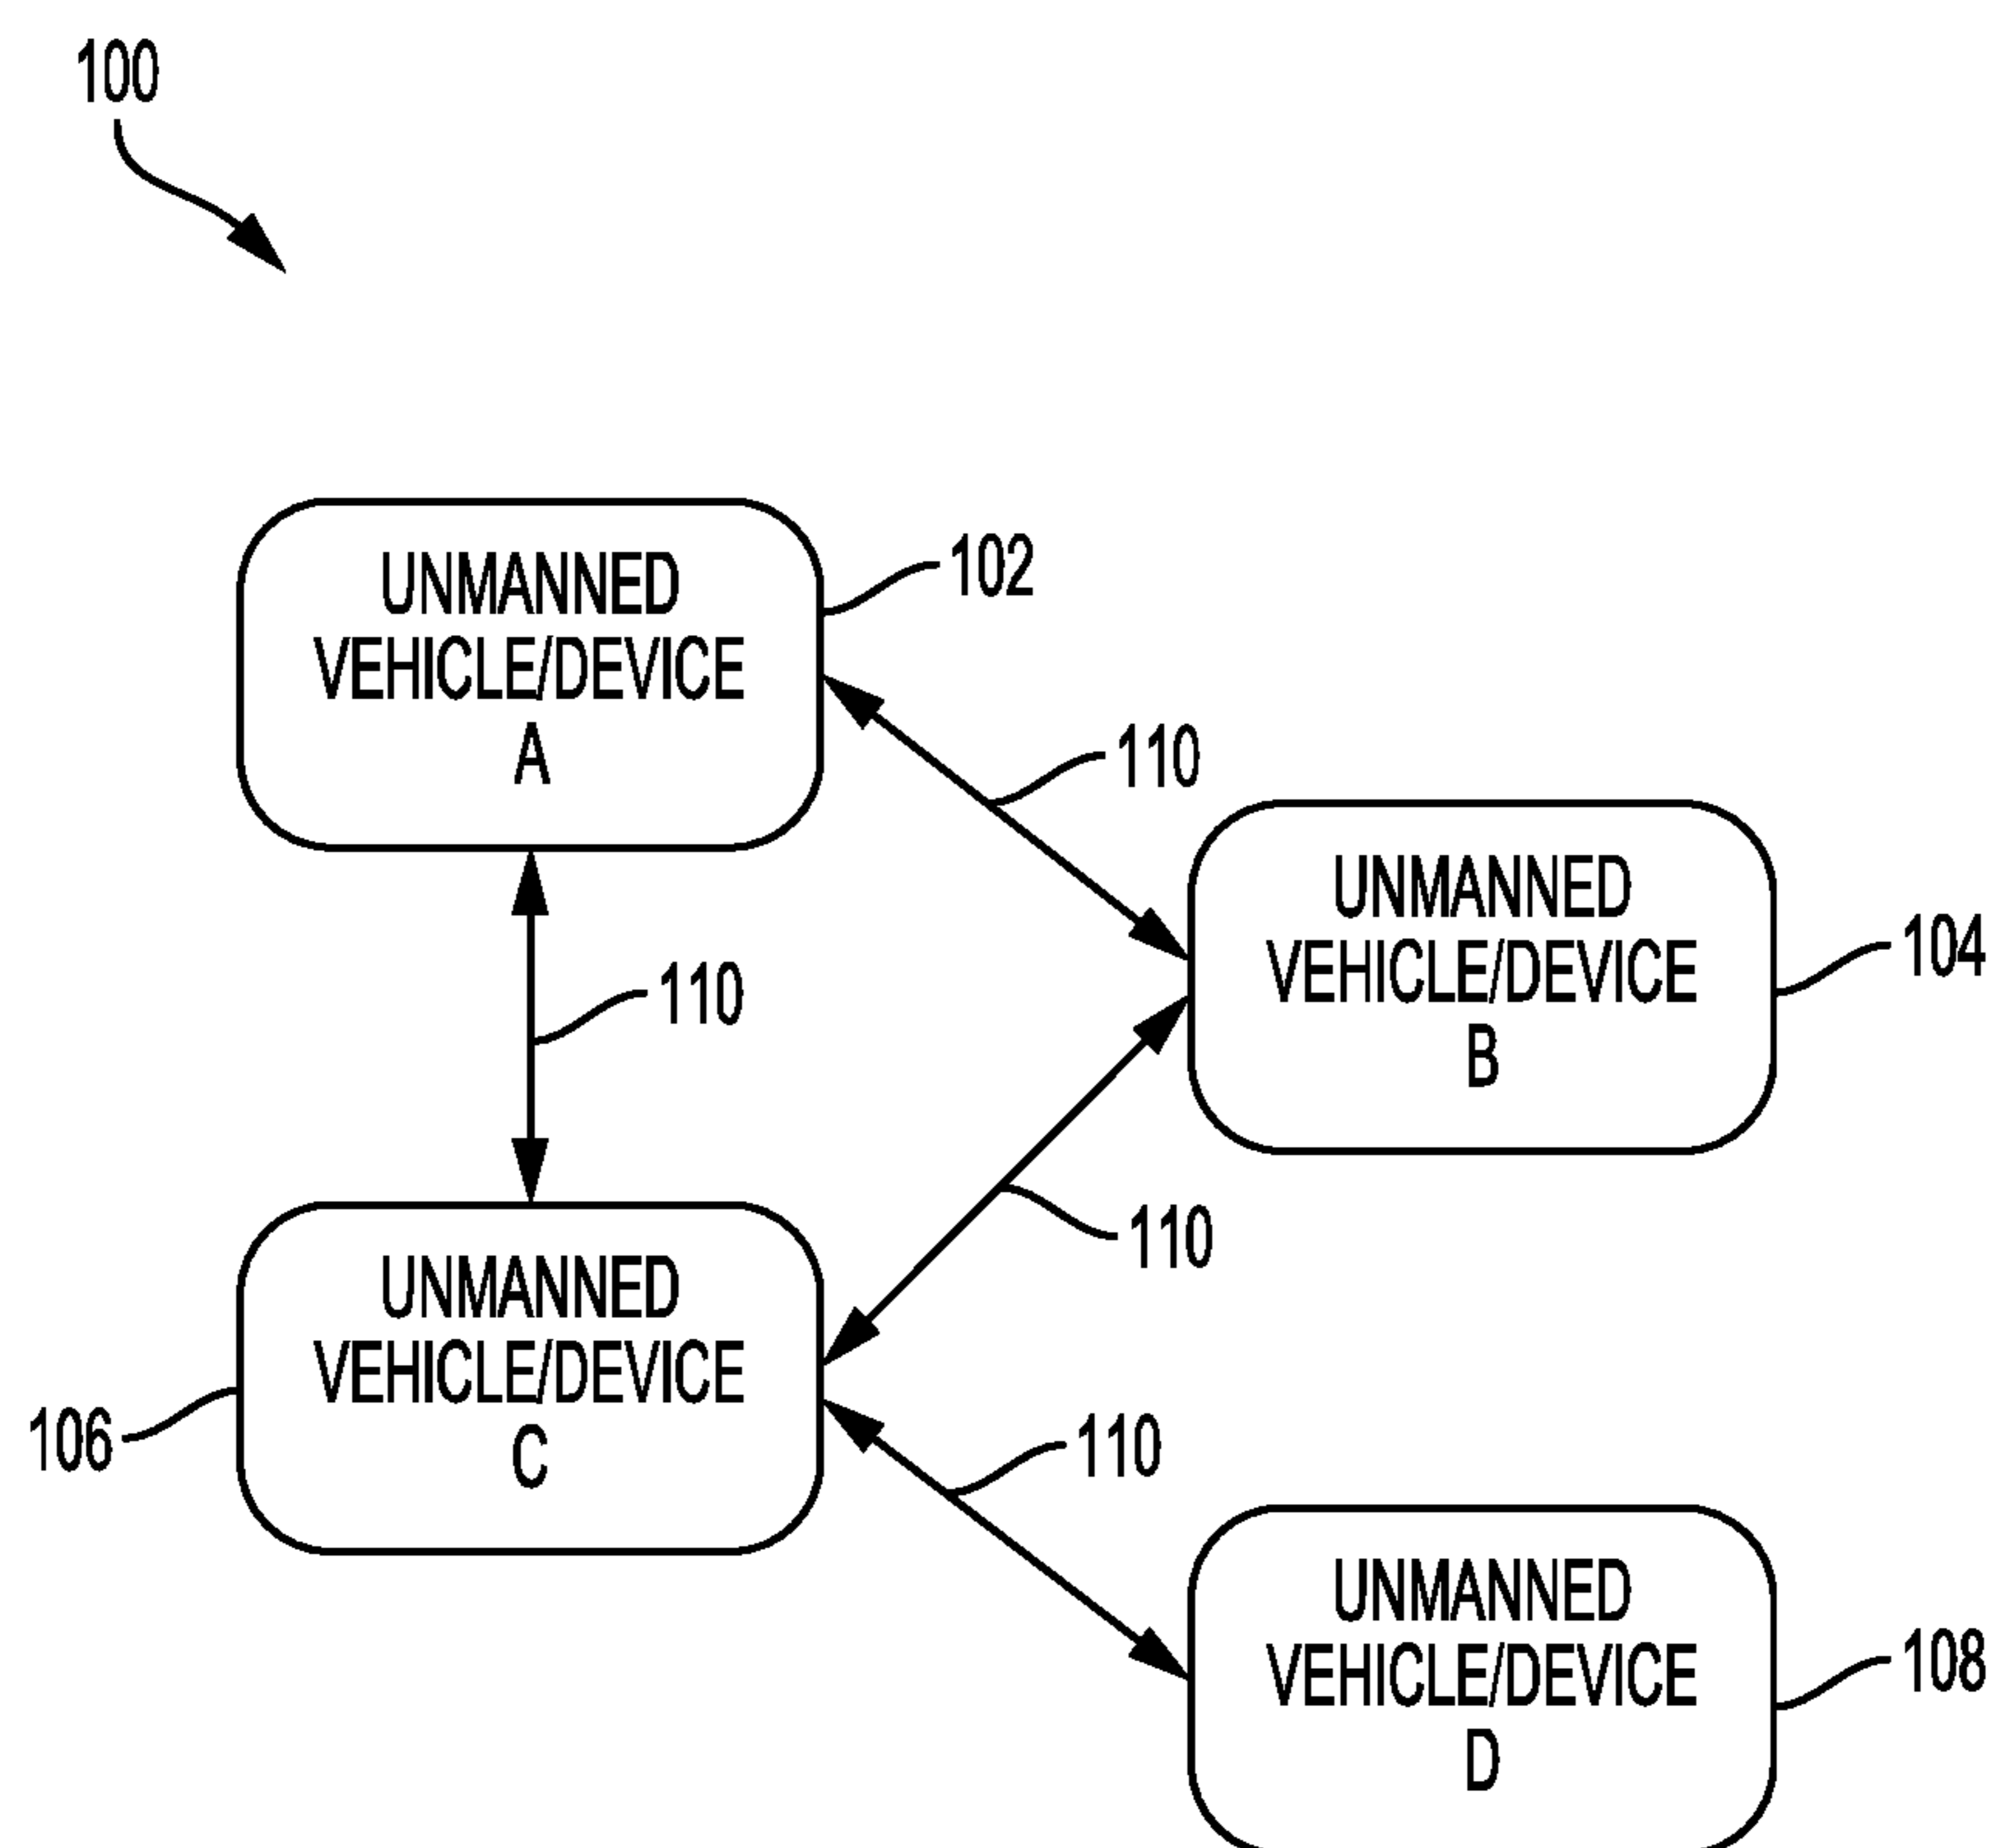 100
UNMANNED
VEHICLE/DEVICE
A
102
110
UNMANNED
VEHICLE/DEVICE
B
104
110
110
UNMANNED
VEHICLE/DEVICE
C
106
110
UNMANNED
VEHICLE/DEVICE
D
108